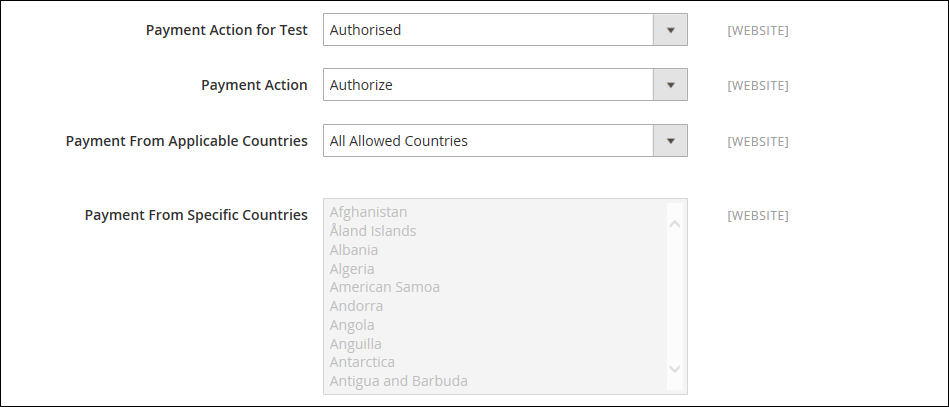 Payment Action for Test Authorised [WEBSITE]
Payment Action Authorize [WEBSITE]
Payment From Applicable Countries All Allowed Countries [WEBSITE]
Payment From Specific Countries Afghanistan [WEBSITE]
Åland Islands
Albania
Algeria
American Samoa
Andorra
Angola
Anguilla
Antarctica
Antigua and Barbuda